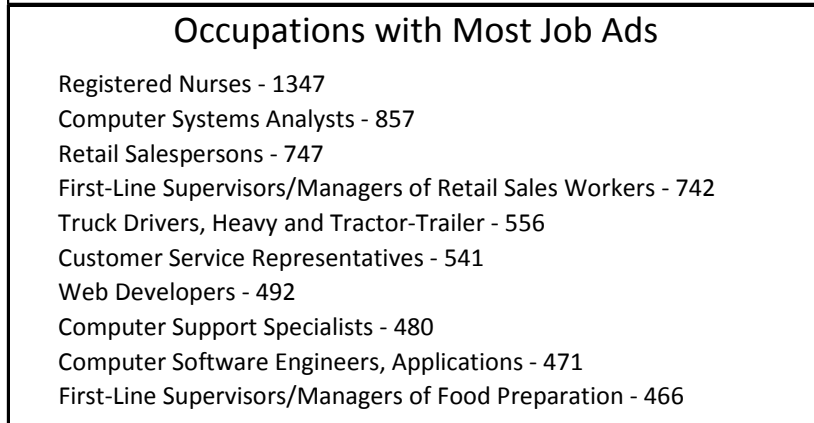 Occupations with Most Job Ads
Registered Nurses - 1347
Computer Systems Analysts - 857
Retail Salespersons - 747
First-Line Supervisors/Managers of Retail Sales Workers - 742
Truck Drivers, Heavy and Tractor-Trailer - 556
Customer Service Representatives - 541
Web Developers - 492
Computer Support Specialists - 480
Computer Software Engineers, Applications - 471
First-Line Supervisors/Managers of Food Preparation - 466